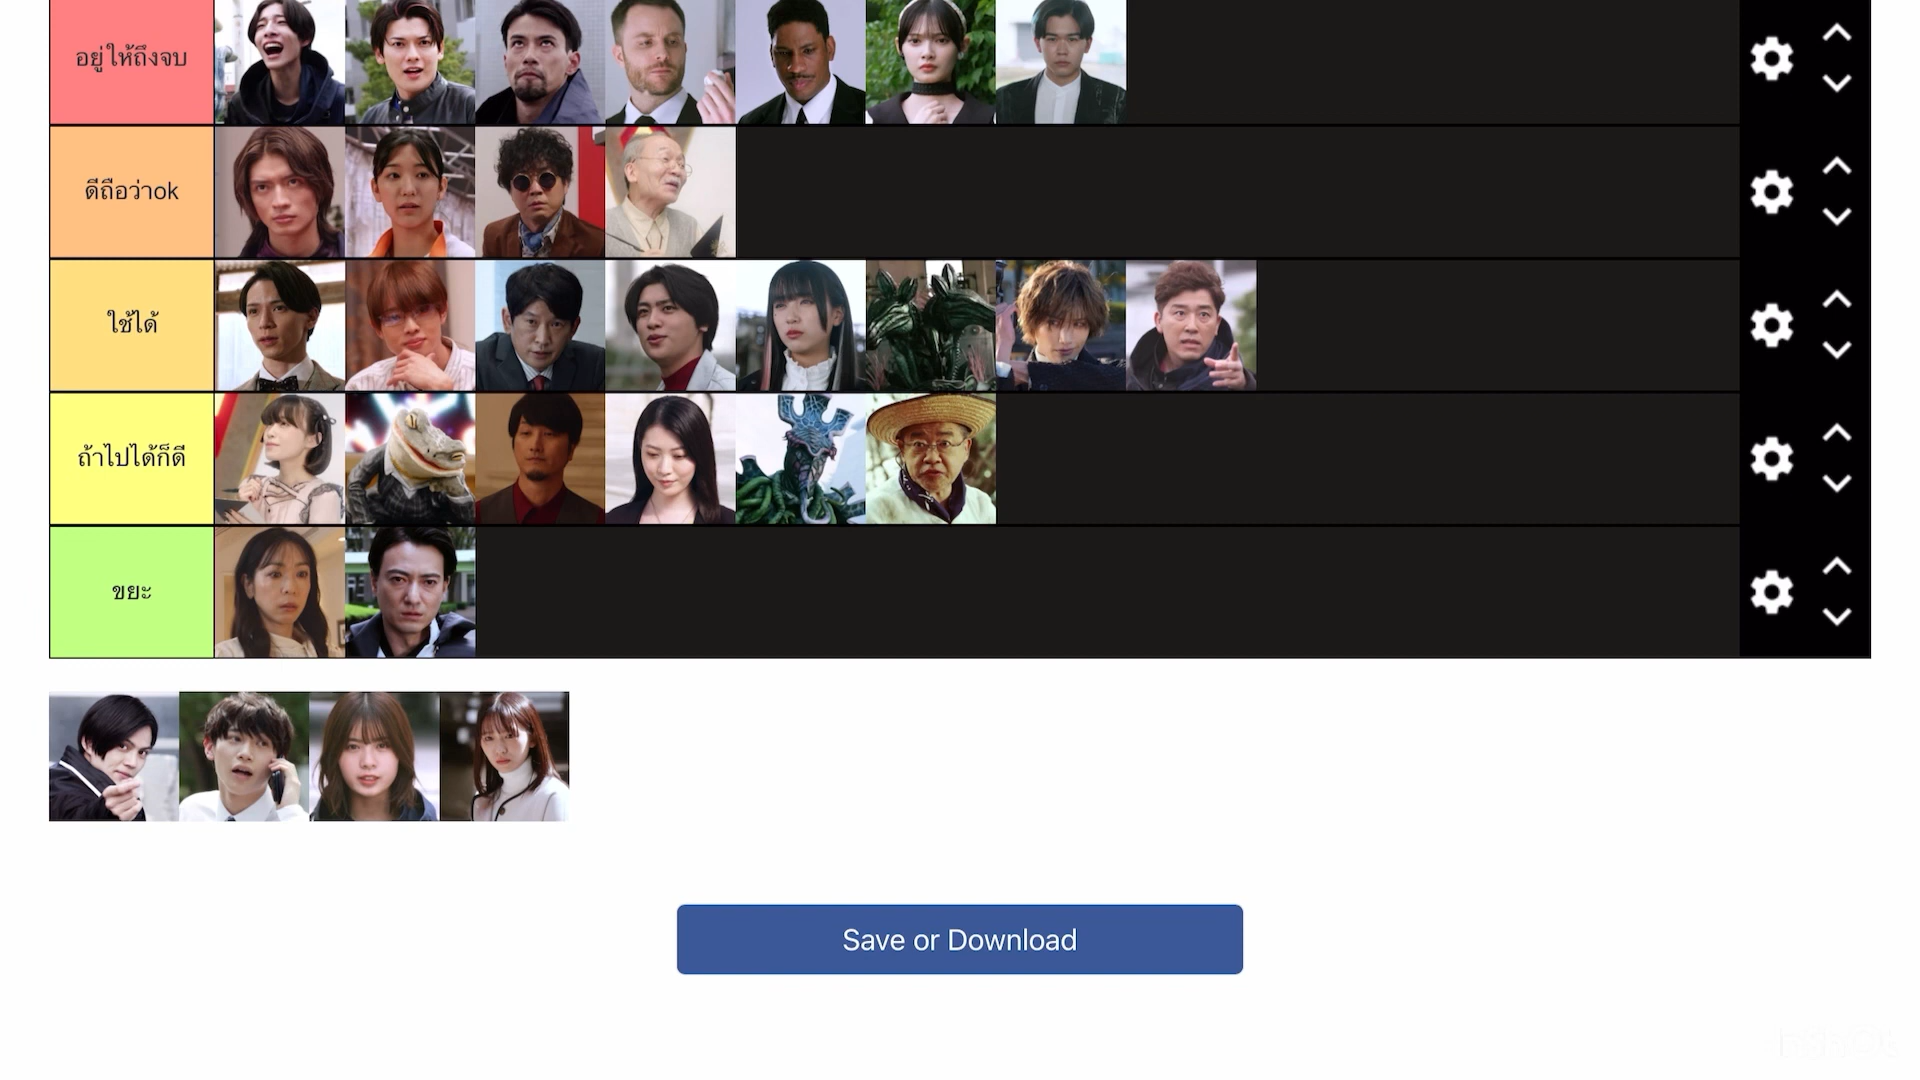 อยู่ให้ถึงจบ
ดีถือว่าok
ใช้ได้
ถ้าไปได้ก็ดี
ขยะ
Save or Download